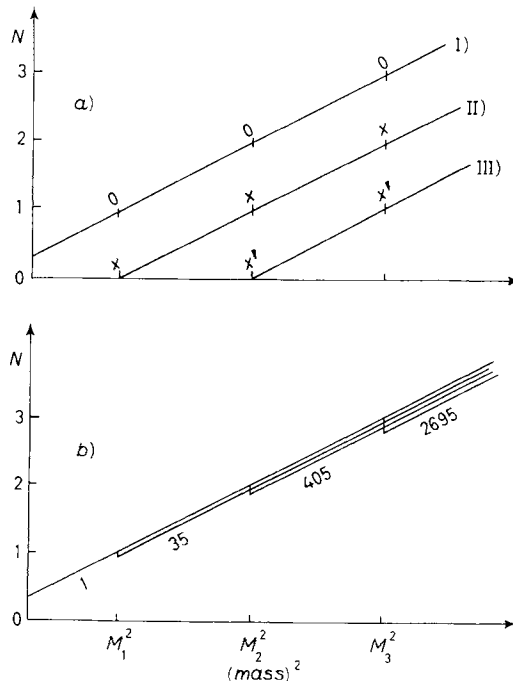 N
a)
3
2
1
0
0
0
0
I)
x
x
x
II)
x'
x'
III)
N
b)
3
2
1
0
1
35
405
2695
M₁²
M₂²
M₃²
(mass)²